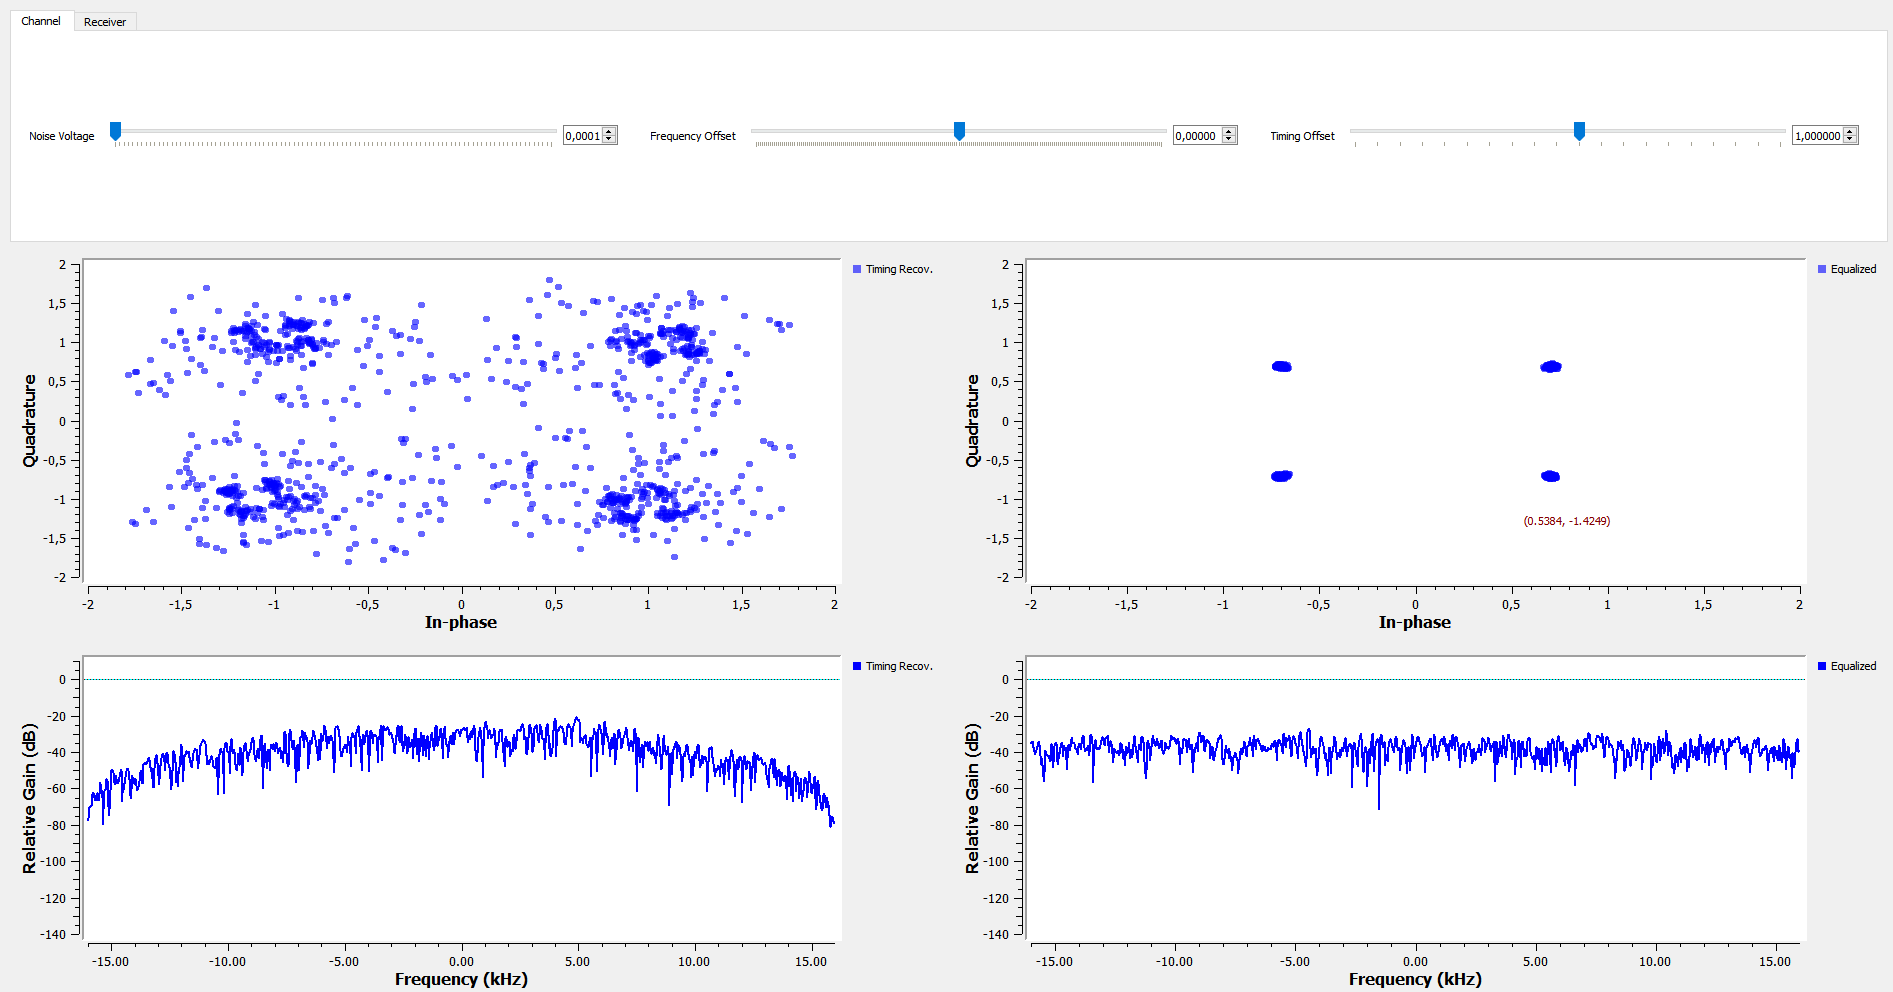 Channel Receiver
Noise Voltage 0,0001 Frequency Offset 0,00000 Timing Offset 1,000000
2
1,5
1
0,5
0
-0,5
-1
-1,5
-2
Quadrature
-2 -1,5 -1 -0,5 0 0,5 1 1,5 2
In-phase
Timing Recov.
2
1,5
1
0,5
0
-0,5
-1
-1,5
-2
Quadrature
(0.5384, -1.4249)
-2 -1,5 -1 -0,5 0 0,5 1 1,5 2
In-phase
Equalized
0
-20
-40
-60
-80
-100
-120
-140
Relative Gain (dB)
-15.00 -10.00 -5.00 0.00 5.00 10.00 15.00
Frequency (kHz)
Timing Recov.
0
-20
-40
-60
-80
-100
-120
-140
Relative Gain (dB)
-15.00 -10.00 -5.00 0.00 5.00 10.00 15.00
Frequency (kHz)
Equalized